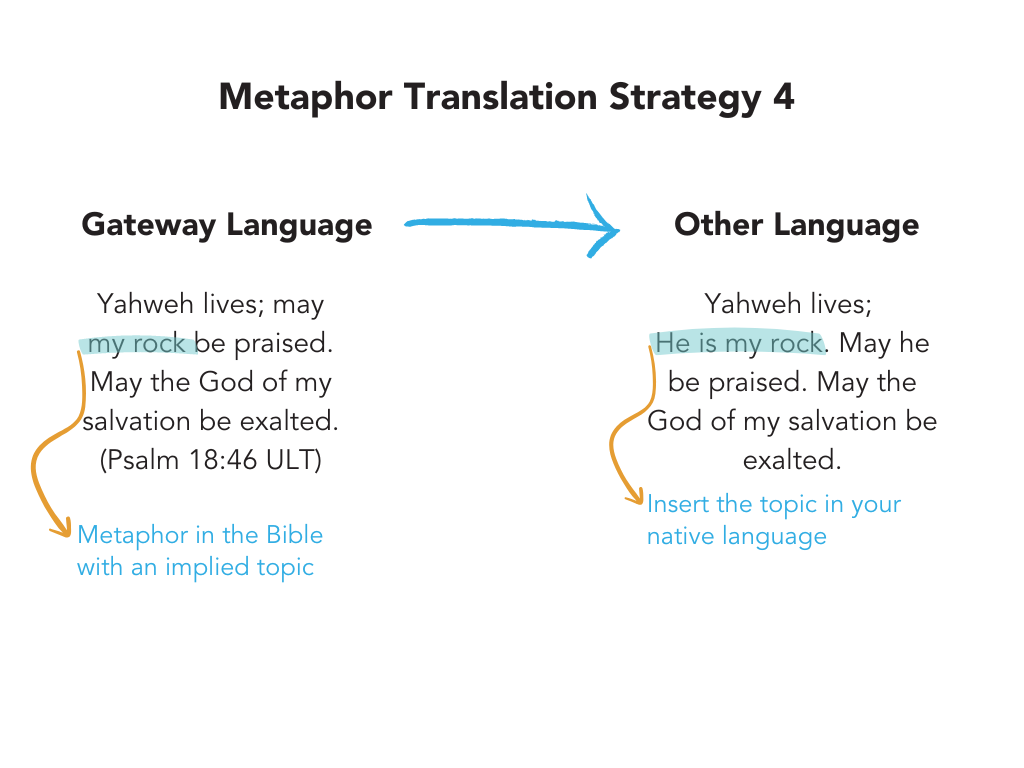 Metaphor Translation Strategy 4
Gateway Language
Yahweh lives; may
my rock be praised.
May the God of my
salvation be exalted.
(Psalm 18:46 ULT)
Metaphor in the Bible
with an implied topic
Other Language
Yahweh lives;
He is my rock. May he
be praised. May the
God of my salvation be
exalted.
Insert the topic in your
native language